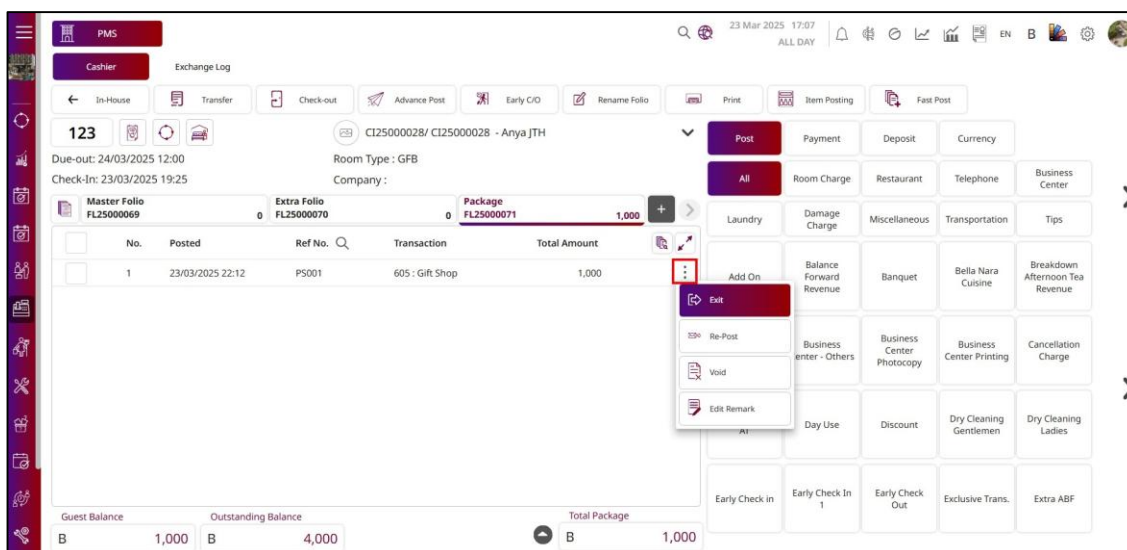 PMS
23 Mar 2025 17:07
ALL DAY
EN
B
Cashier
Exchange Log
In-House
Transfer
Check-out
Advance Post
Early C/O
Rename Folio
Print
Item Posting
Fast Post
123
CI25000028/ CI25000028 - Anya JTH
Due-out: 24/03/2025 12:00
Room Type : GFB
Check-In: 23/03/2025 19:25
Company :
Master Folio
FL25000069 0
Extra Folio
FL25000070 0
Package
FL25000071 1,000
+
No. Posted Ref No. Transaction Total Amount
1 23/03/2025 22:12 PS001 605 : Gift Shop 1,000
Exit
Re-Post
Void
Edit Remark
Guest Balance
B 1,000
Outstanding Balance
B 4,000
Total Package
B 1,000
Post
Payment
Deposit
Currency
All
Room Charge
Restaurant
Telephone
Business
Center
Laundry
Damage
Charge
Miscellaneous
Transportation
Tips
Add On
Balance
Forward
Revenue
Banquet
Bella Nara
Cuisine
Breakdown
Afternoon Tea
Revenue
Business
enter - Others
Business
Center
Photocopy
Business
Center Printing
Cancellation
Charge
Day Use
Discount
Dry Cleaning
Gentlemen
Dry Cleaning
Ladies
Early Check in
Early Check In
1
Early Check
Out
Exclusive Trans.
Extra ABF